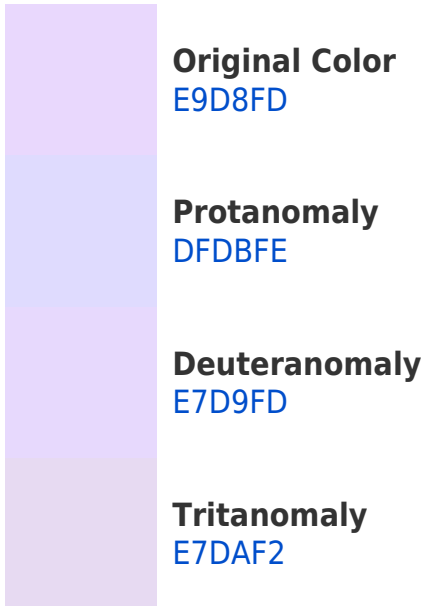 Original Color
E9D8FD
Protanomaly
DFDBFE
Deuteranomaly
E7D9FD
Tritanomaly
E7DAF2